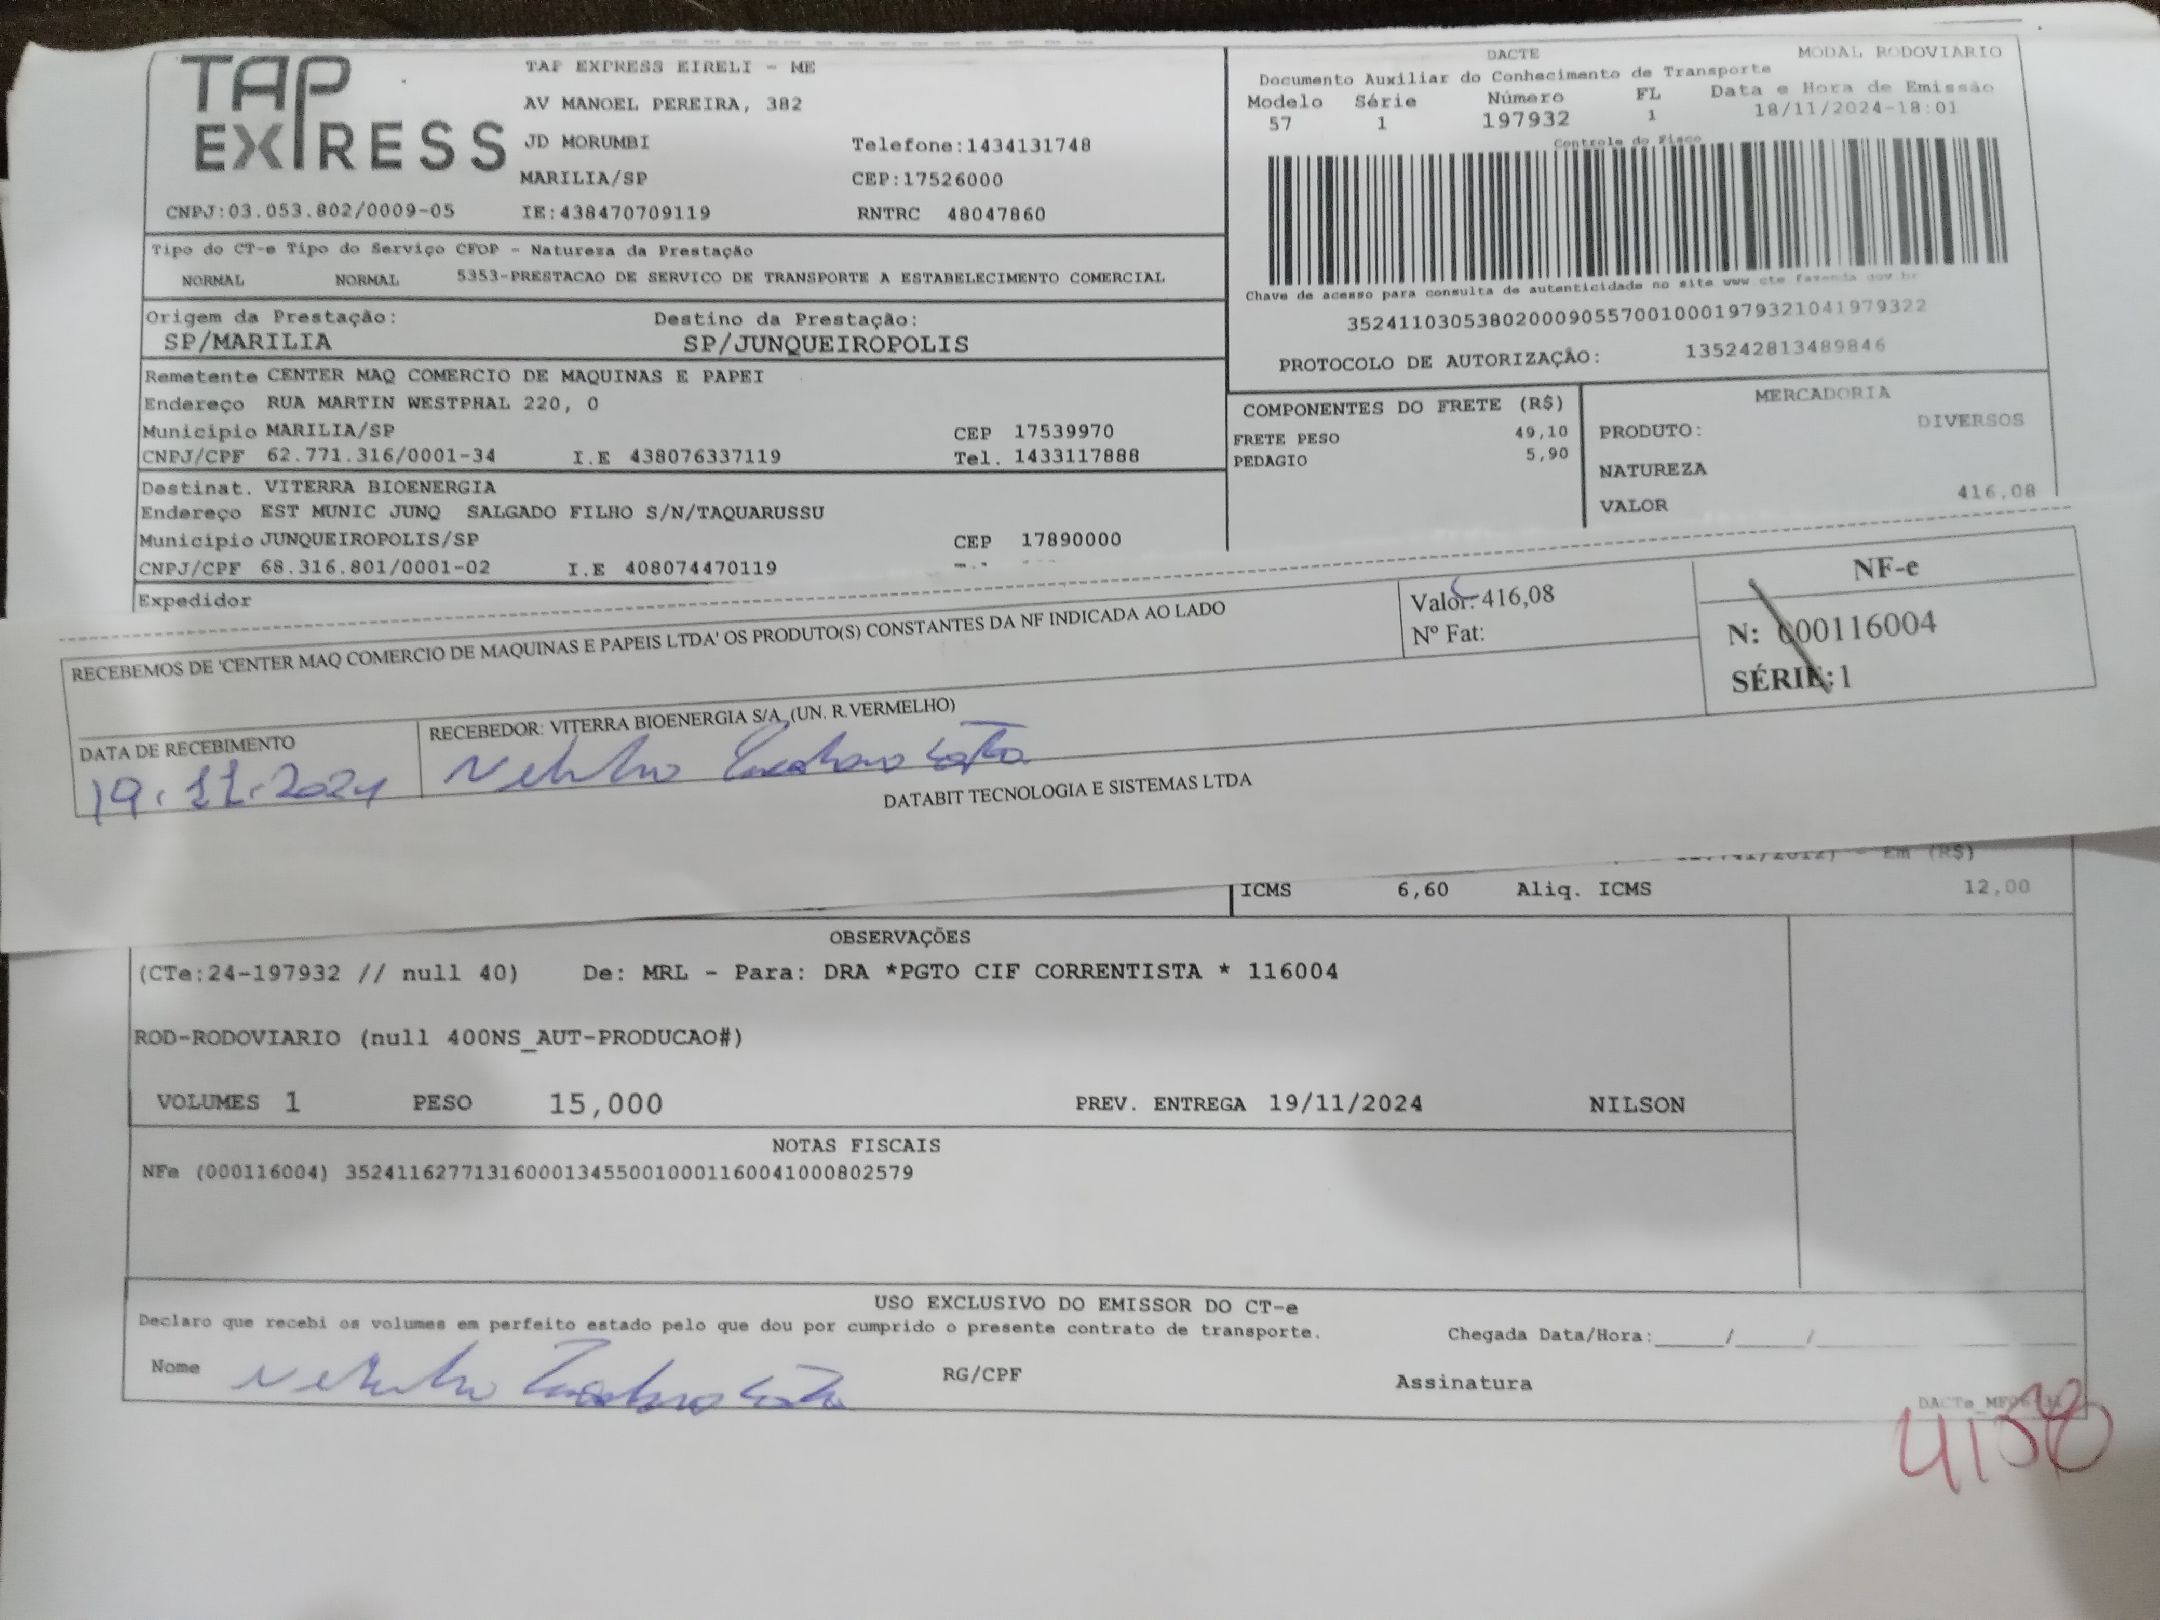 TAP EXPRESS
TAP EXPRESS EIRELI - ME
AV MANOEL PEREIRA, 382
JD MORUMBI Telefone:1434131748
MARILIA/SP CEP:17526000
CNPJ:03.053.802/0009-05 IE:438470709119 RNTRC 48047860
DACTE MODAL RODOVIARIO
Documento Auxiliar do Conhecimento de Transporte
Modelo Série Número FL Data e Hora de Emissão
57 1 197932 1 18/11/2024-18:01
Controle do Fisco
Chave de acesso para consulta de autenticidade no site www.cte.fazenda.gov.br
35241103053802000905570010001979321041979322
PROTOCOLO DE AUTORIZAÇÃO: 135242813489846
Tipo do CT-e Tipo do Serviço CFOP - Natureza da Prestação
NORMAL NORMAL 5353-PRESTACAO DE SERVICO DE TRANSPORTE A ESTABELECIMENTO COMERCIAL
Origem da Prestação: Destino da Prestação:
SP/MARILIA SP/JUNQUEIROPOLIS
Remetente CENTER MAQ COMERCIO DE MAQUINAS E PAPEI
Endereço RUA MARTIN WESTPHAL 220, 0
Municipio MARILIA/SP CEP 17539970
CNPJ/CPF 62.771.316/0001-34 I.E 438076337119 Tel. 1433117888
Destinat. VITERRA BIOENERGIA
Endereço EST MUNIC JUNQ SALGADO FILHO S/N/TAQUARUSSU
Municipio JUNQUEIROPOLIS/SP CEP 17890000
CNPJ/CPF 68.316.801/0001-02 I.E 408074470119
Expedidor
COMPONENTES DO FRETE (R$)
FRETE PESO 49,10
PEDAGIO 5,90
MERCADORIA
PRODUTO: DIVERSOS
NATUREZA
VALOR 416,08
RECEBEMOS DE 'CENTER MAQ COMERCIO DE MAQUINAS E PAPEIS LTDA' OS PRODUTO(S) CONSTANTES DA NF INDICADA AO LADO
Valor: 416,08
Nº Fat:
NF-e
N: 000116004
SÉRIE:1
DATA DE RECEBIMENTO
19.11.2024
RECEBEDOR: VITERRA BIOENERGIA S/A (UN. R.VERMELHO)
DATABIT TECNOLOGIA E SISTEMAS LTDA
Em (R$)
ICMS 6,60 Aliq. ICMS 12,00
OBSERVAÇÕES
(CTe:24-197932 // null 40) De: MRL - Para: DRA *PGTO CIF CORRENTISTA * 116004
ROD-RODOVIARIO (null 400NS_AUT-PRODUCAO#)
VOLUMES 1 PESO 15,000 PREV. ENTREGA 19/11/2024 NILSON
NOTAS FISCAIS
NFe (000116004) 35241162771316000134550010001160041000802579
USO EXCLUSIVO DO EMISSOR DO CT-e
Declaro que recebi os volumes em perfeito estado pelo que dou por cumprido o presente contrato de transporte.
Chegada Data/Hora:_____/_____/
Nome RG/CPF Assinatura